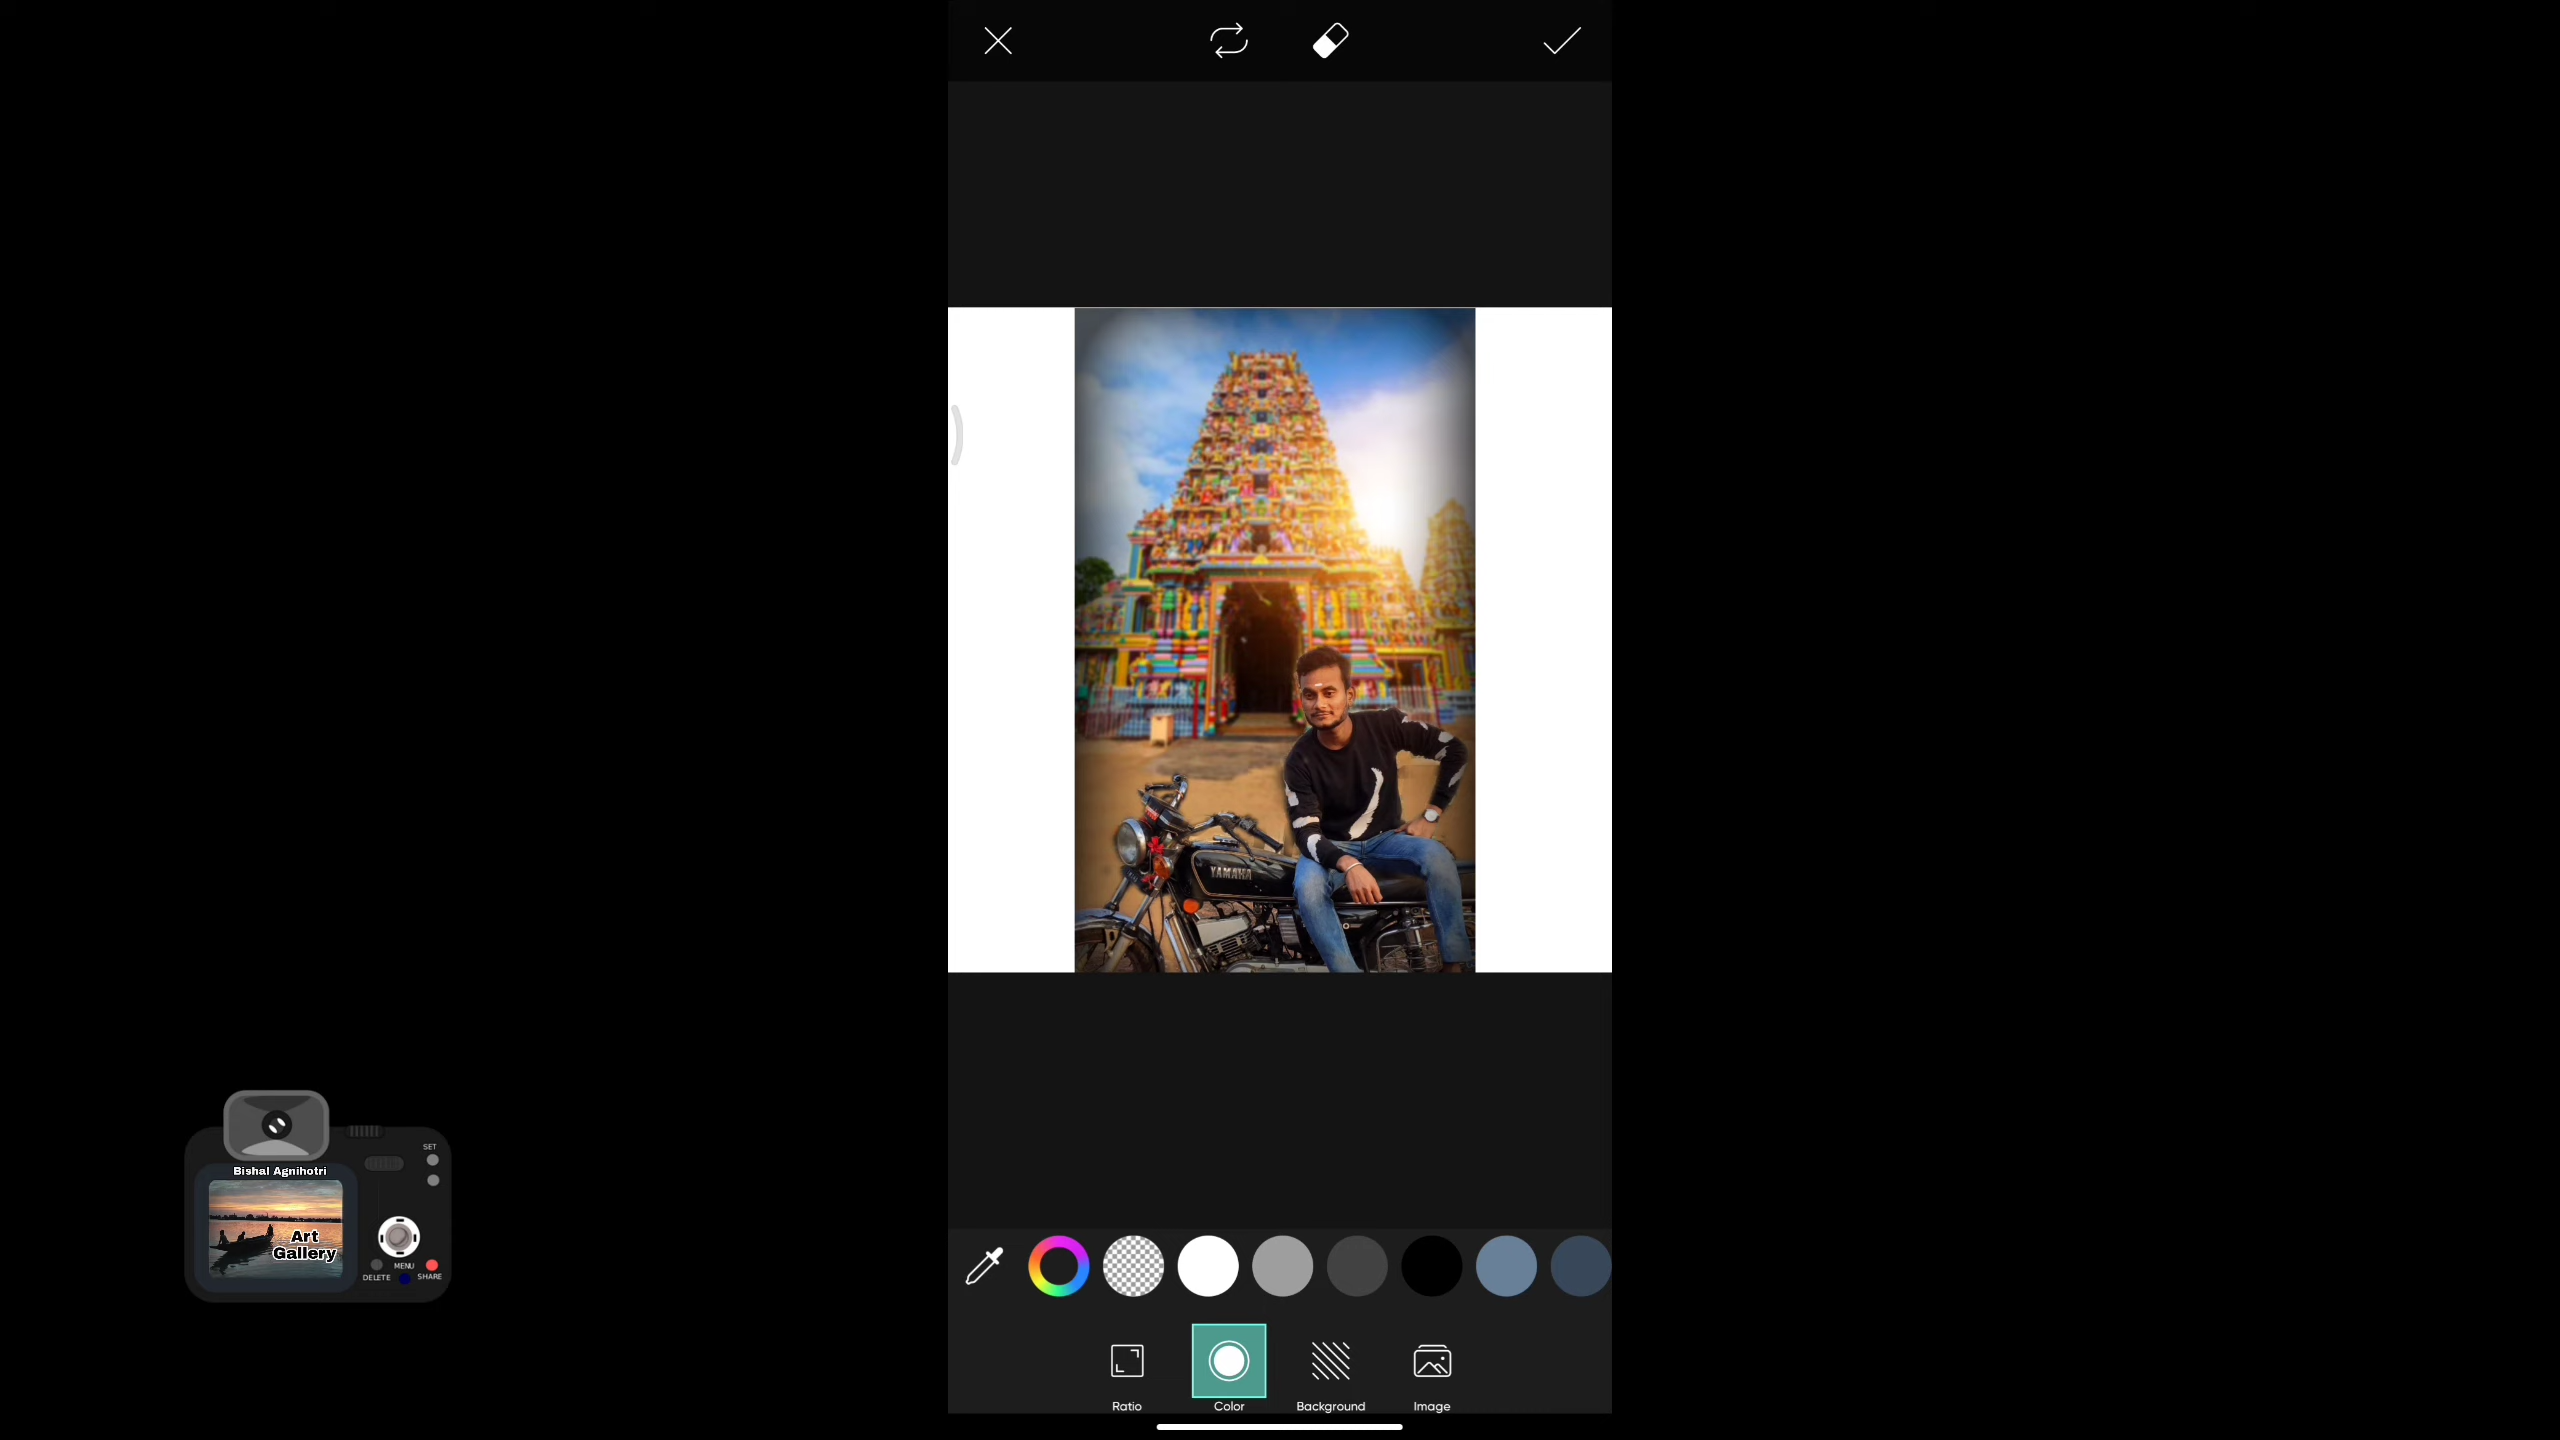 YAMAHA
SET
Bishal Agnihotri
Art
Gallery
MENU
DELETE
SHARE
Ratio
Color
Background
Image